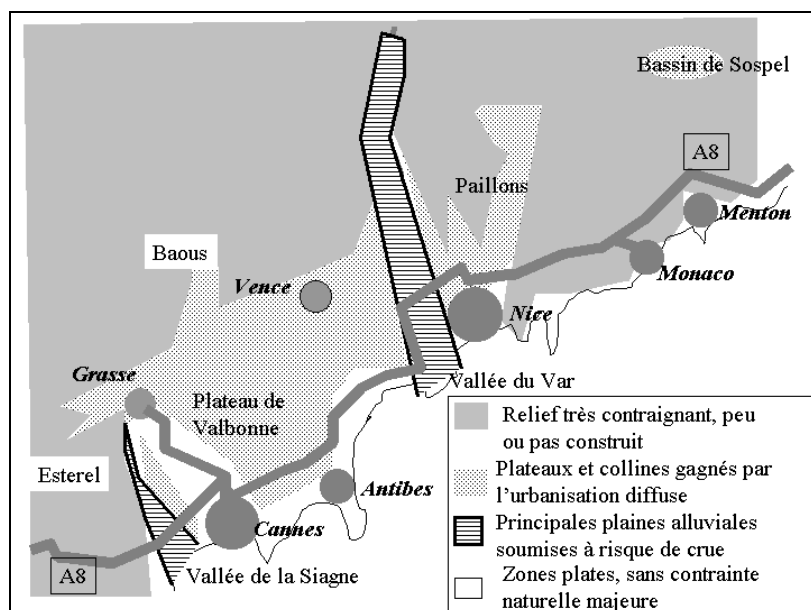 Bassin de Sospel
A8
Paillons
Menton
Baous
Monaco
Vence
Nice
Grasse
Vallée du Var
Plateau de
Valbonne
Esterel
Antibes
Cannes
A8
Vallée de la Siagne
Relief très contraignant, peu
ou pas construit
Plateaux et collines gagnés par
l'urbanisation diffuse
Principales plaines alluviales
soumises à risque de crue
Zones plates, sans contrainte
naturelle majeure